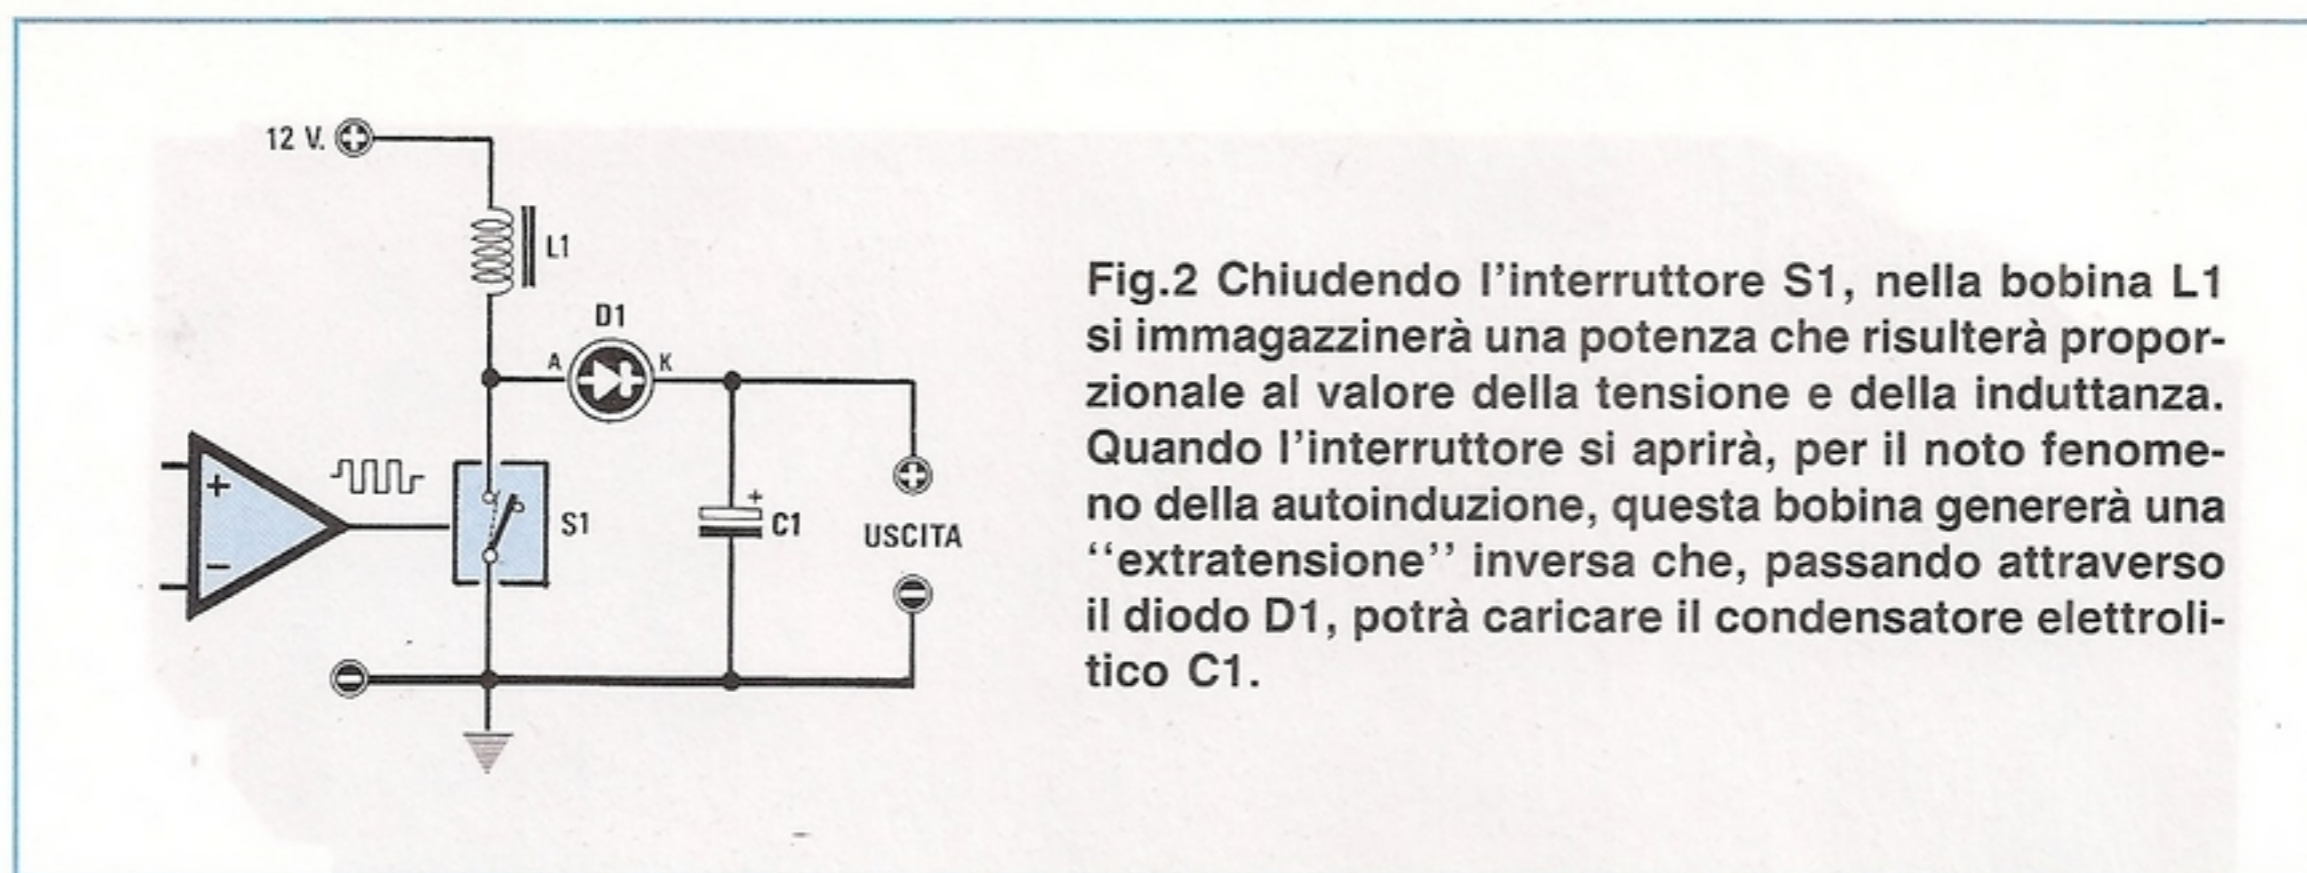 12 V.
L1
D1
A
K
+
−
S1
+
C1
USCITA
Fig.2 Chiudendo l'interruttore S1, nella bobina L1
si immagazzinerà una potenza che risulterà propor-
zionale al valore della tensione e della induttanza.
Quando l'interruttore si aprirà, per il noto fenome-
no della autoinduzione, questa bobina genererà una
‘‘extratensione’’ inversa che, passando attraverso
il diodo D1, potrà caricare il condensatore elettroli-
tico C1.